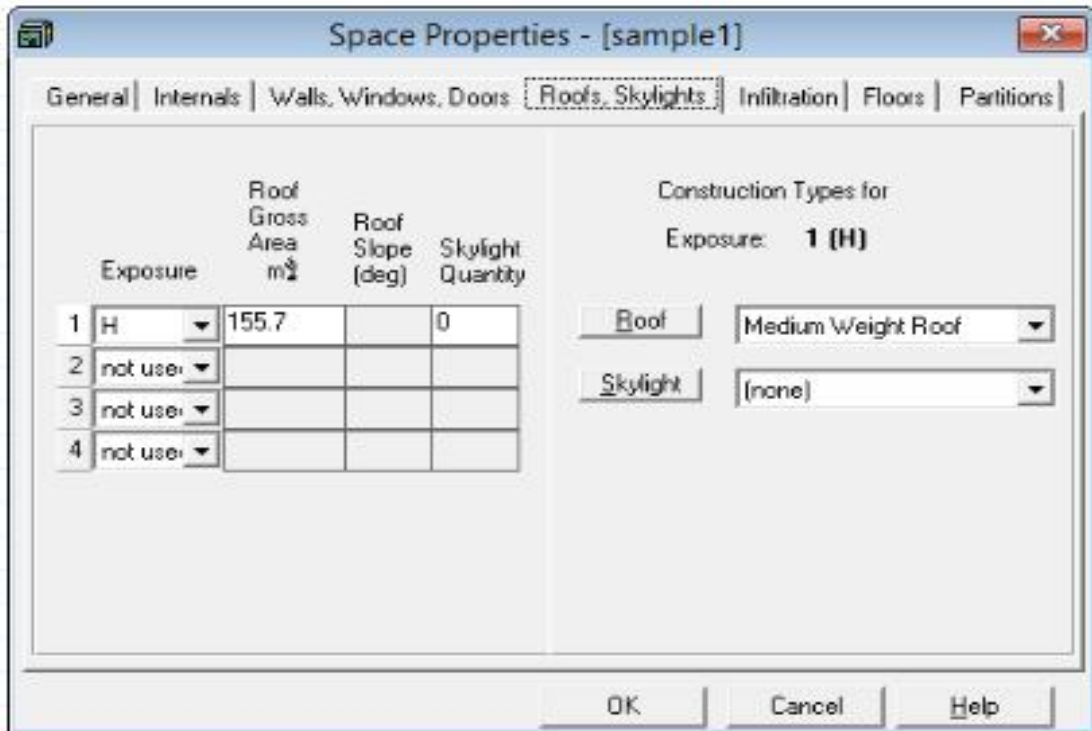 Space Properties - [sample1]
General Internals Walls, Windows, Doors Roofs, Skylights Infiltration Floors Partitions
Roof
Gross
Area
m²
Roof
Slope
(deg)
Skylight
Quantity
Exposure
1 H 155.7 0
2 not use
3 not use
4 not use
Construction Types for
Exposure: 1 (H)
Roof Medium Weight Roof
Skylight (none)
OK Cancel Help